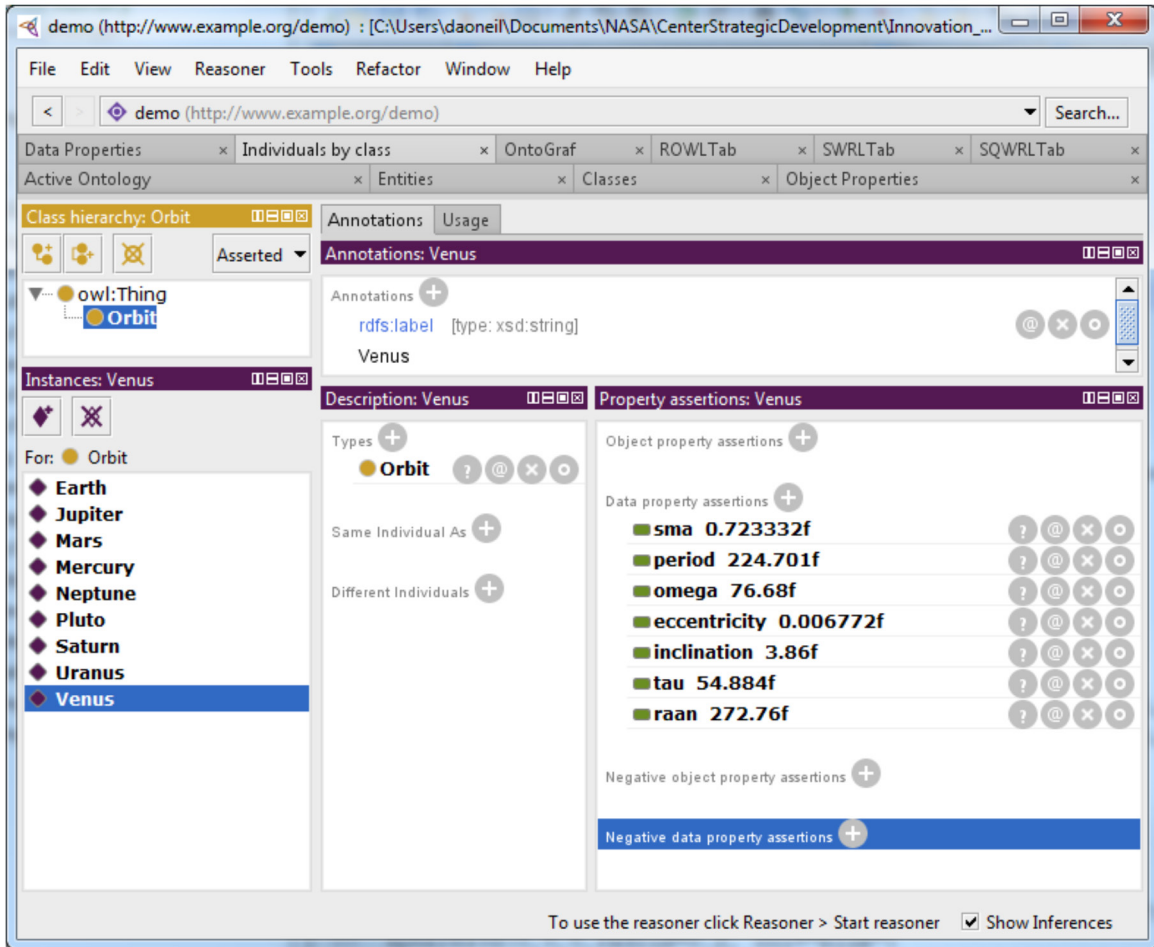 demo (http://www.example.org/demo) : [C:\Users\daoneil\Documents\NASA\CenterStrategicDevelopment\Innovation_...
File Edit View Reasoner Tools Refactor Window Help
< > demo (http://www.example.org/demo) Search...
Data Properties × Individuals by class × OntoGraf × ROWLTab × SWRLTab × SQWRLTab ×
Active Ontology × Entities × Classes × Object Properties ×
Class hierarchy: Orbit
Asserted
owl:Thing
Orbit
Annotations Usage
Annotations: Venus
Annotations
rdfs:label [type: xsd:string]
Venus
Instances: Venus
For: Orbit
Earth
Jupiter
Mars
Mercury
Neptune
Pluto
Saturn
Uranus
Venus
Description: Venus
Types
Orbit
Same Individual As
Different Individuals
Property assertions: Venus
Object property assertions
Data property assertions
sma 0.723332f
period 224.701f
omega 76.68f
eccentricity 0.006772f
inclination 3.86f
tau 54.884f
raan 272.76f
Negative object property assertions
Negative data property assertions
To use the reasoner click Reasoner > Start reasoner Show Inferences